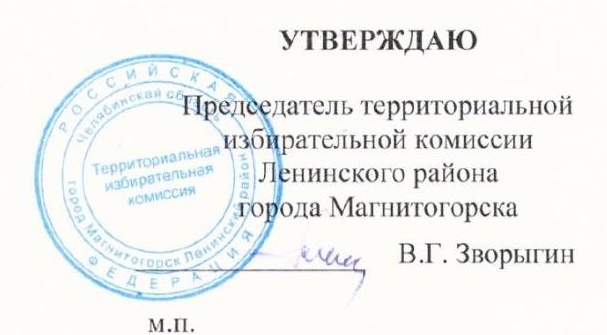 УТВЕРЖДАЮ
Председатель территориальной
избирательной комиссии
Ленинского района
города Магнитогорска
В.Г. Зворыгин
м.п.
РОССИЙСКАЯ ФЕДЕРАЦИЯ
Челябинская область
город Магнитогорск Ленинский район
Территориальная
избирательная
комиссия